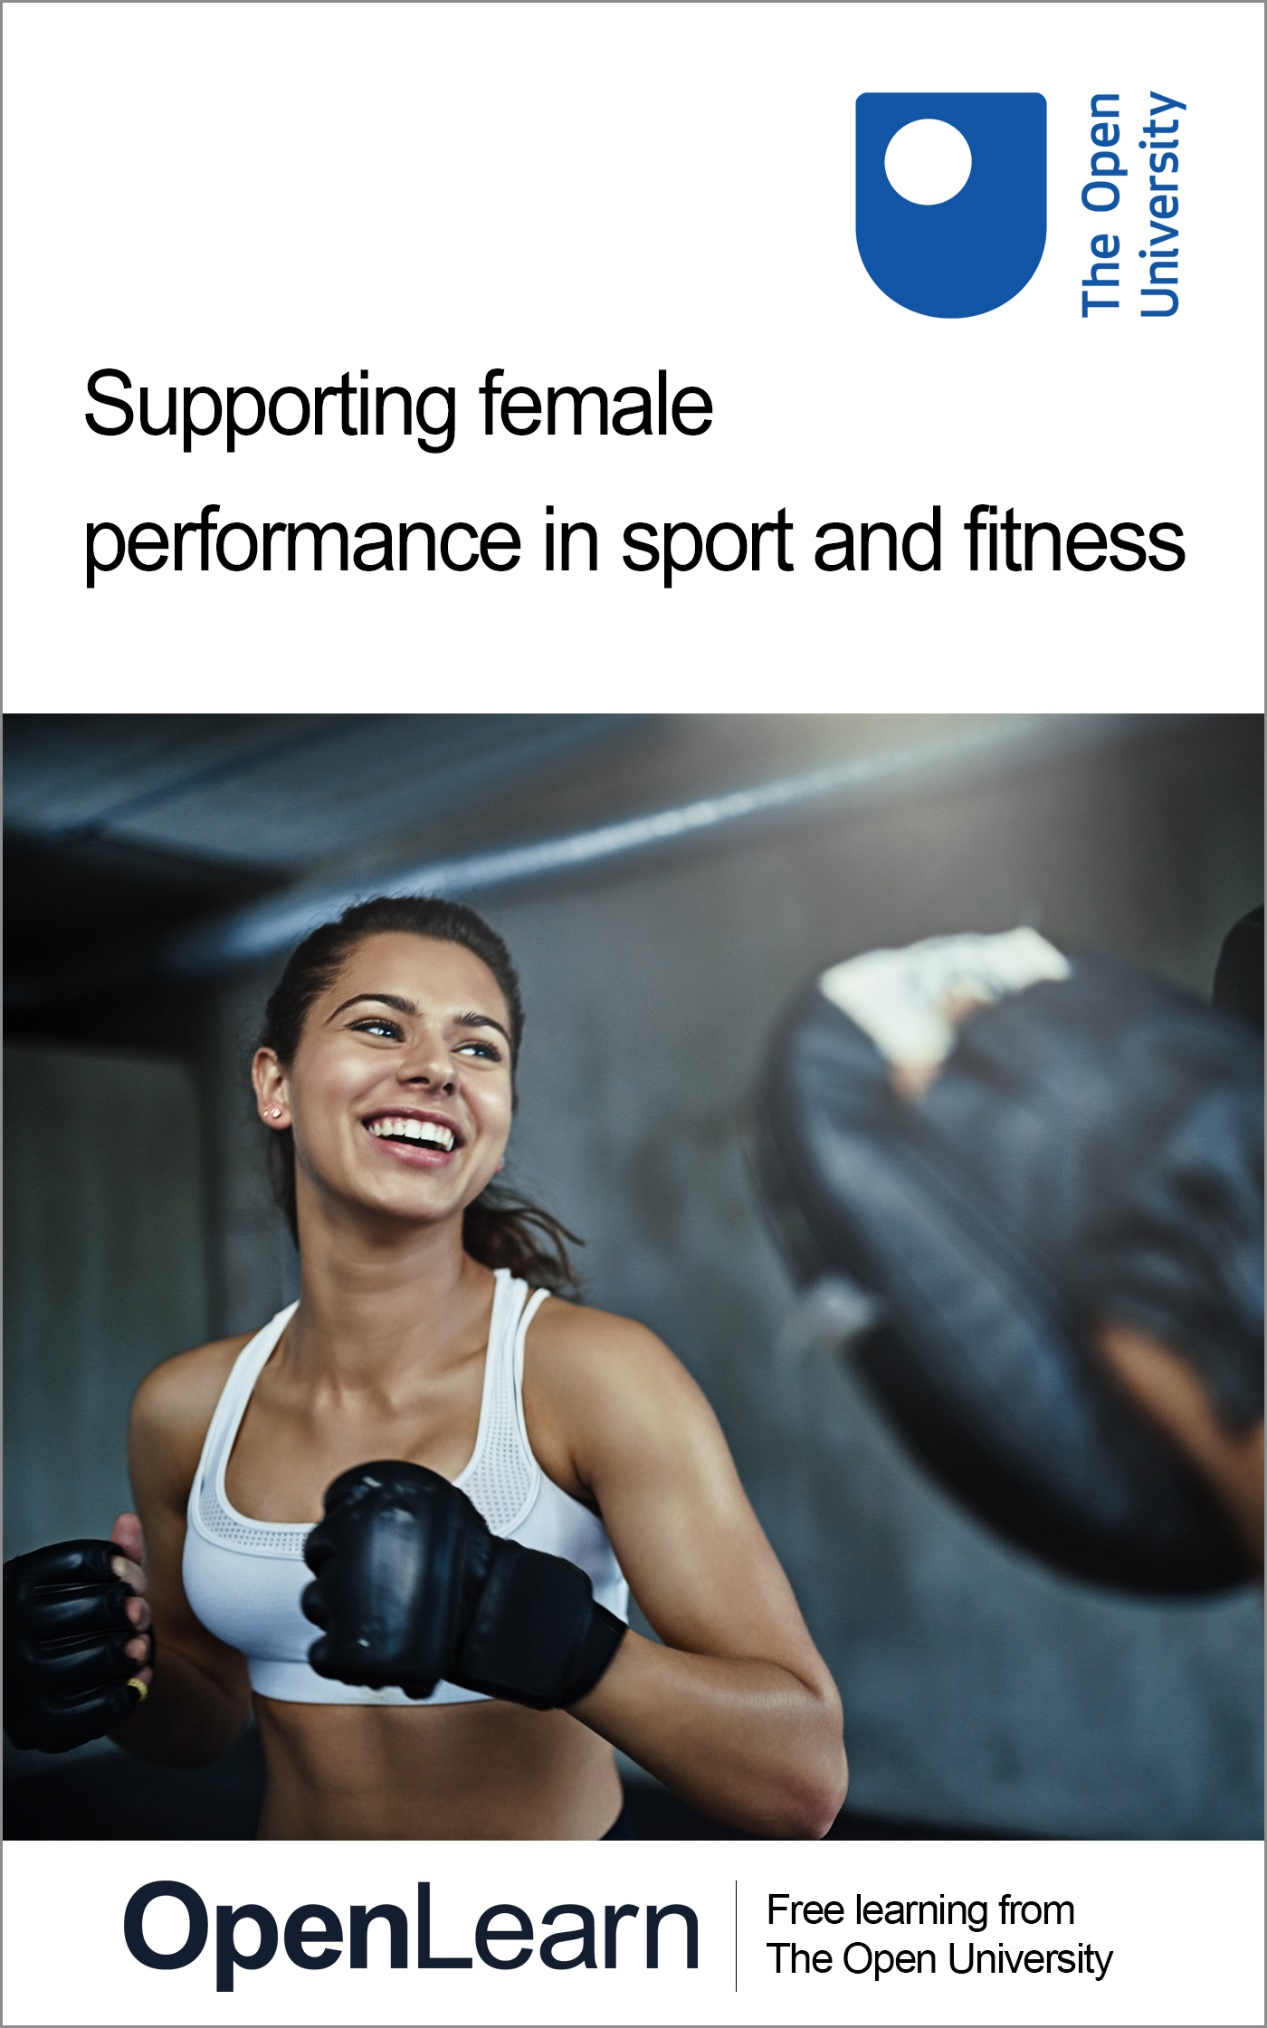 The Open
University
Supporting female
performance in sport and fitness
OpenLearn
Free learning from
The Open University